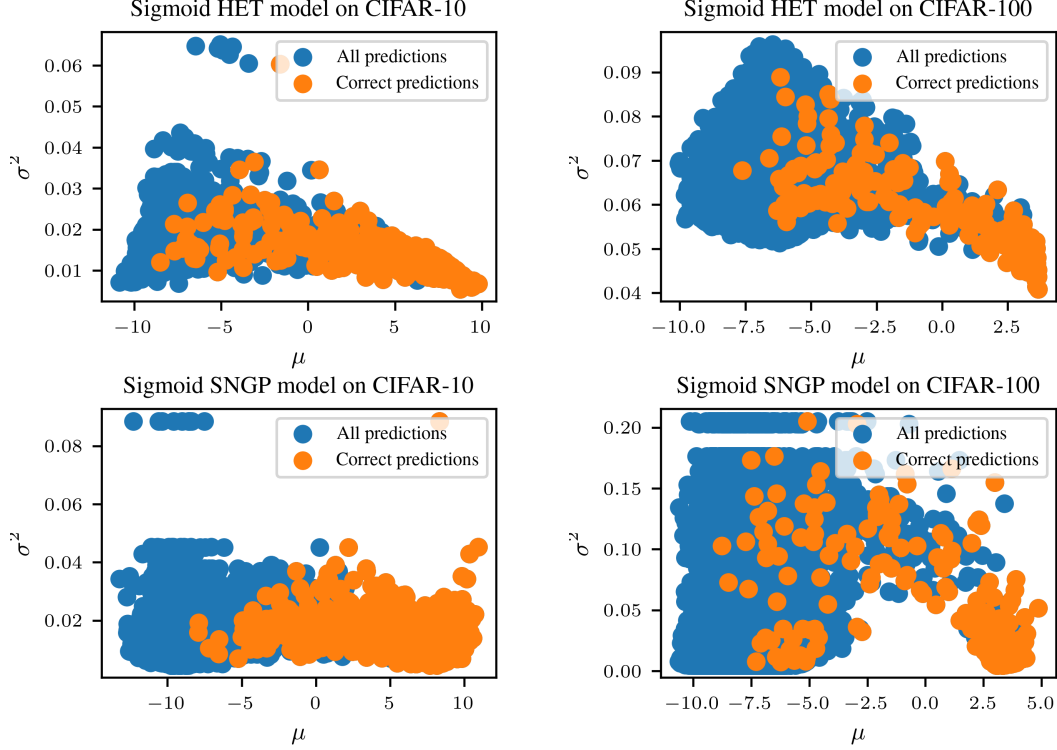 Sigmoid HET model on CIFAR-10
All predictions
Correct predictions
0.06
0.05
0.04
0.03
0.02
0.01
σ²
−10
−5
0
5
10
μ
Sigmoid HET model on CIFAR-100
All predictions
Correct predictions
0.09
0.08
0.07
0.06
0.05
0.04
σ²
−10.0
−7.5
−5.0
−2.5
0.0
2.5
μ
Sigmoid SNGP model on CIFAR-10
All predictions
Correct predictions
0.08
0.06
0.04
0.02
σ²
−10
−5
0
5
10
μ
Sigmoid SNGP model on CIFAR-100
All predictions
Correct predictions
0.20
0.15
0.10
0.05
0.00
σ²
−10.0
−7.5
−5.0
−2.5
0.0
2.5
5.0
μ